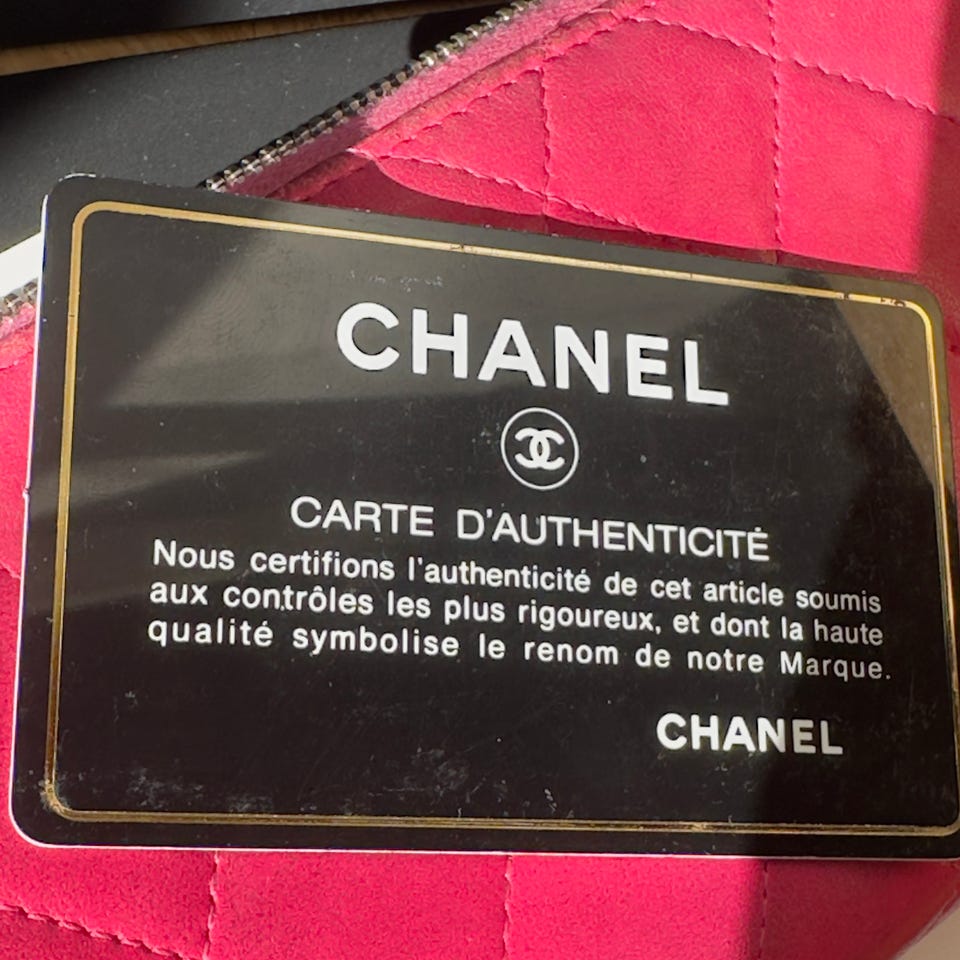 CHANEL
CARTE D'AUTHENTICITÉ
Nous certifions l'authenticité de cet article soumis
aux contrôles les plus rigoureux, et dont la haute
qualité symbolise le renom de notre Marque.
CHANEL